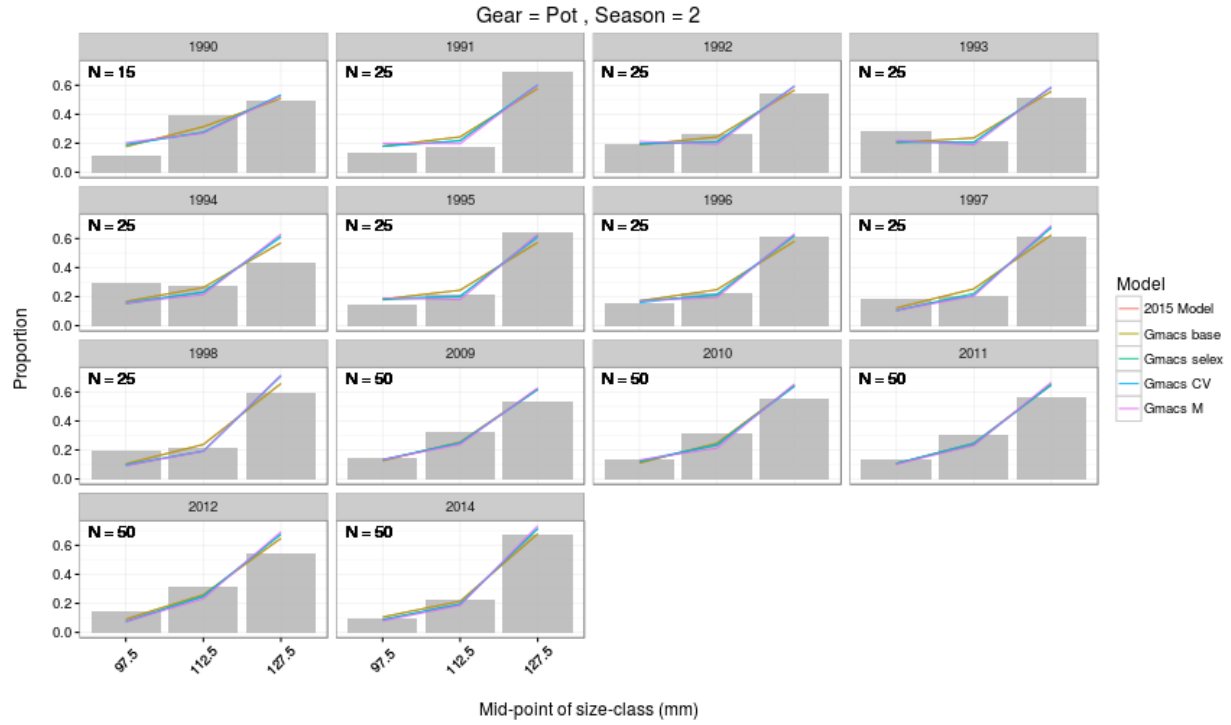 Gear = Pot , Season = 2
1990 1991 1992 1993
N = 15 N = 25 N = 25 N = 25
0.6
0.4
0.2
0.0
1994 1995 1996 1997
N = 25 N = 25 N = 25 N = 25
0.6
0.4
0.2
0.0
1998 2009 2010 2011
N = 25 N = 50 N = 50 N = 50
0.6
0.4
0.2
0.0
2012 2014
N = 50 N = 50
0.6
0.4
0.2
0.0
97.5 112.5 127.5 97.5 112.5 127.5
Mid-point of size-class (mm)
Proportion
Model
2015 Model
Gmacs base
Gmacs selex
Gmacs CV
Gmacs M